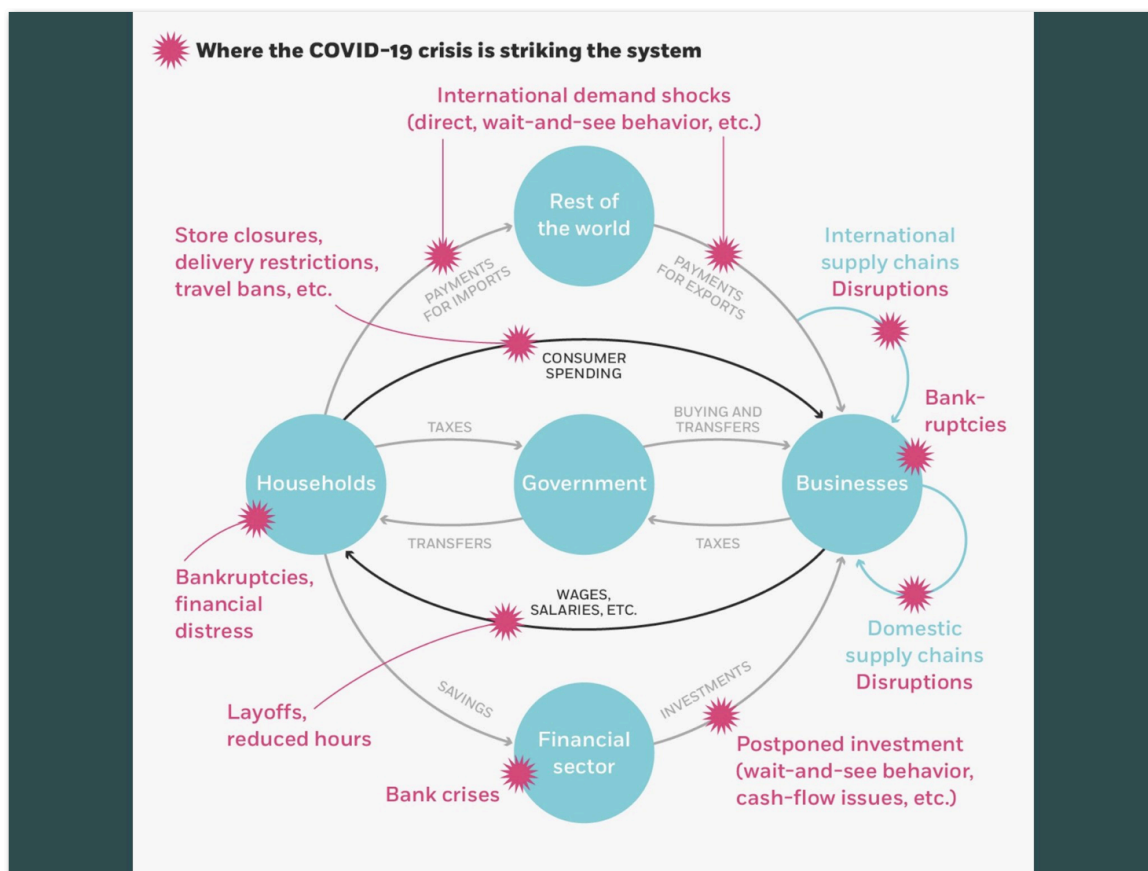 Where the COVID-19 crisis is striking the system
International demand shocks
(direct, wait-and-see behavior, etc.)
Rest of
the world
Store closures,
delivery restrictions,
travel bans, etc.
International
supply chains
Disruptions
PAYMENTS
FOR IMPORTS
PAYMENTS
FOR EXPORTS
CONSUMER
SPENDING
Bank-
ruptcies
TAXES
BUYING AND
TRANSFERS
Households
Government
Businesses
TRANSFERS
TAXES
Bankruptcies,
financial
distress
WAGES,
SALARIES, ETC.
Domestic
supply chains
Disruptions
SAVINGS
INVESTMENTS
Layoffs,
reduced hours
Financial
sector
Bank crises
Postponed investment
(wait-and-see behavior,
cash-flow issues, etc.)